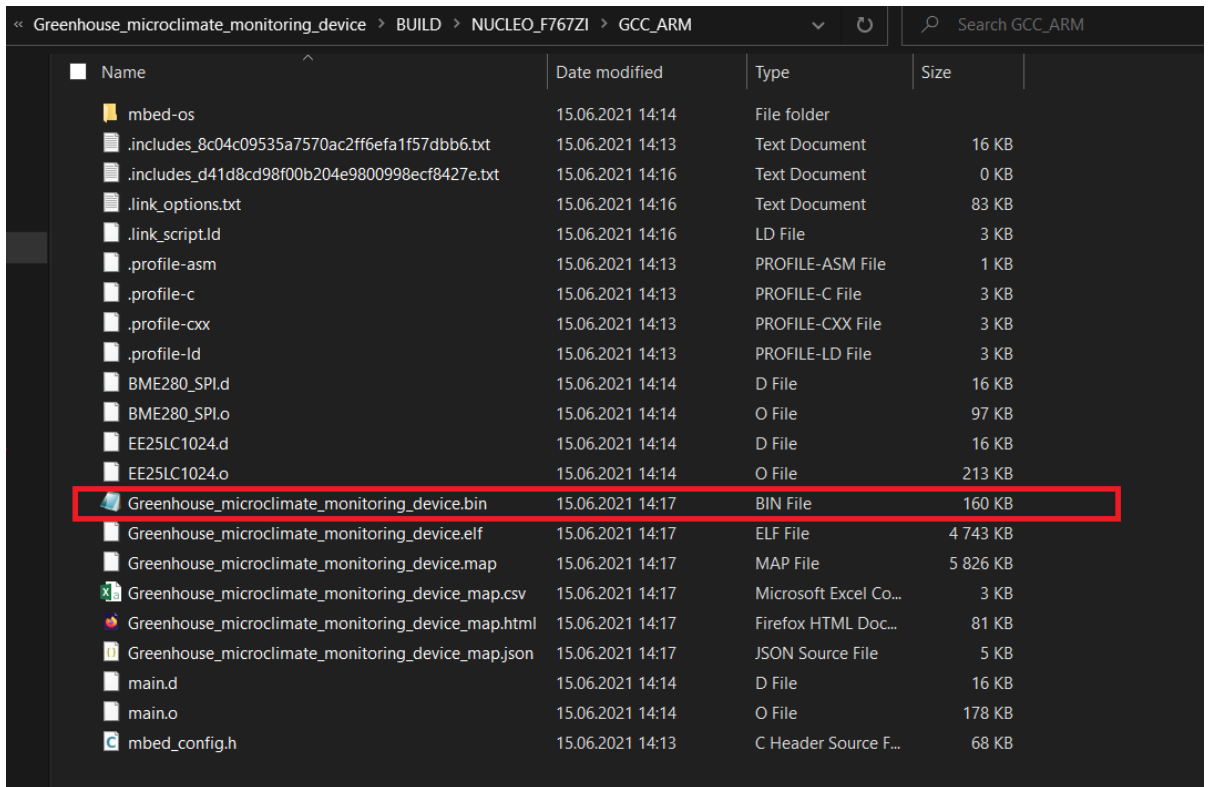 « Greenhouse_microclimate_monitoring_device > BUILD > NUCLEO_F767ZI > GCC_ARM Search GCC_ARM
Name Date modified Type Size
mbed-os 15.06.2021 14:14 File folder
.includes_8c04c09535a7570ac2ff6efa1f57dbb6.txt 15.06.2021 14:13 Text Document 16 KB
.includes_d41d8cd98f00b204e9800998ecf8427e.txt 15.06.2021 14:16 Text Document 0 KB
.link_options.txt 15.06.2021 14:16 Text Document 83 KB
.link_script.ld 15.06.2021 14:16 LD File 3 KB
.profile-asm 15.06.2021 14:13 PROFILE-ASM File 1 KB
.profile-c 15.06.2021 14:13 PROFILE-C File 3 KB
.profile-cxx 15.06.2021 14:13 PROFILE-CXX File 3 KB
.profile-ld 15.06.2021 14:13 PROFILE-LD File 3 KB
BME280_SPI.d 15.06.2021 14:14 D File 16 KB
BME280_SPI.o 15.06.2021 14:14 O File 97 KB
EE25LC1024.d 15.06.2021 14:14 D File 16 KB
EE25LC1024.o 15.06.2021 14:14 O File 213 KB
Greenhouse_microclimate_monitoring_device.bin 15.06.2021 14:17 BIN File 160 KB
Greenhouse_microclimate_monitoring_device.elf 15.06.2021 14:17 ELF File 4 743 KB
Greenhouse_microclimate_monitoring_device.map 15.06.2021 14:17 MAP File 5 826 KB
Greenhouse_microclimate_monitoring_device_map.csv 15.06.2021 14:17 Microsoft Excel Co... 3 KB
Greenhouse_microclimate_monitoring_device_map.html 15.06.2021 14:17 Firefox HTML Doc... 81 KB
Greenhouse_microclimate_monitoring_device_map.json 15.06.2021 14:17 JSON Source File 5 KB
main.d 15.06.2021 14:14 D File 16 KB
main.o 15.06.2021 14:14 O File 178 KB
mbed_config.h 15.06.2021 14:13 C Header Source F... 68 KB